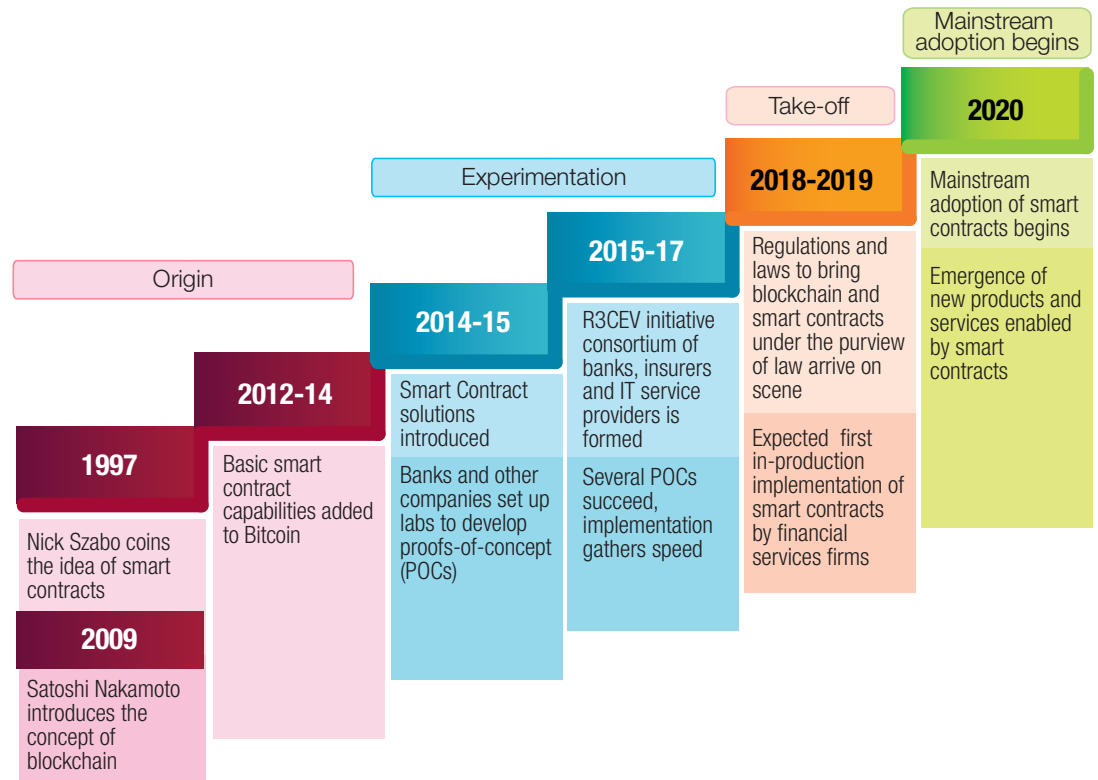 Origin
1997
Nick Szabo coins
the idea of smart
contracts
2009
Satoshi Nakamoto
introduces the
concept of
blockchain
2012-14
Basic smart
contract
capabilities added
to Bitcoin
Experimentation
2014-15
Smart Contract
solutions
introduced
Banks and other
companies set up
labs to develop
proofs-of-concept
(POCs)
2015-17
R3CEV initiative
consortium of
banks, insurers
and IT service
providers is
formed
Several POCs
succeed,
implementation
gathers speed
Take-off
2018-2019
Regulations and
laws to bring
blockchain and
smart contracts
under the purview
of law arrive on
scene
Expected first
in-production
implementation of
smart contracts
by financial
services firms
Mainstream
adoption begins
2020
Mainstream
adoption of smart
contracts begins
Emergence of
new products and
services enabled
by smart
contracts